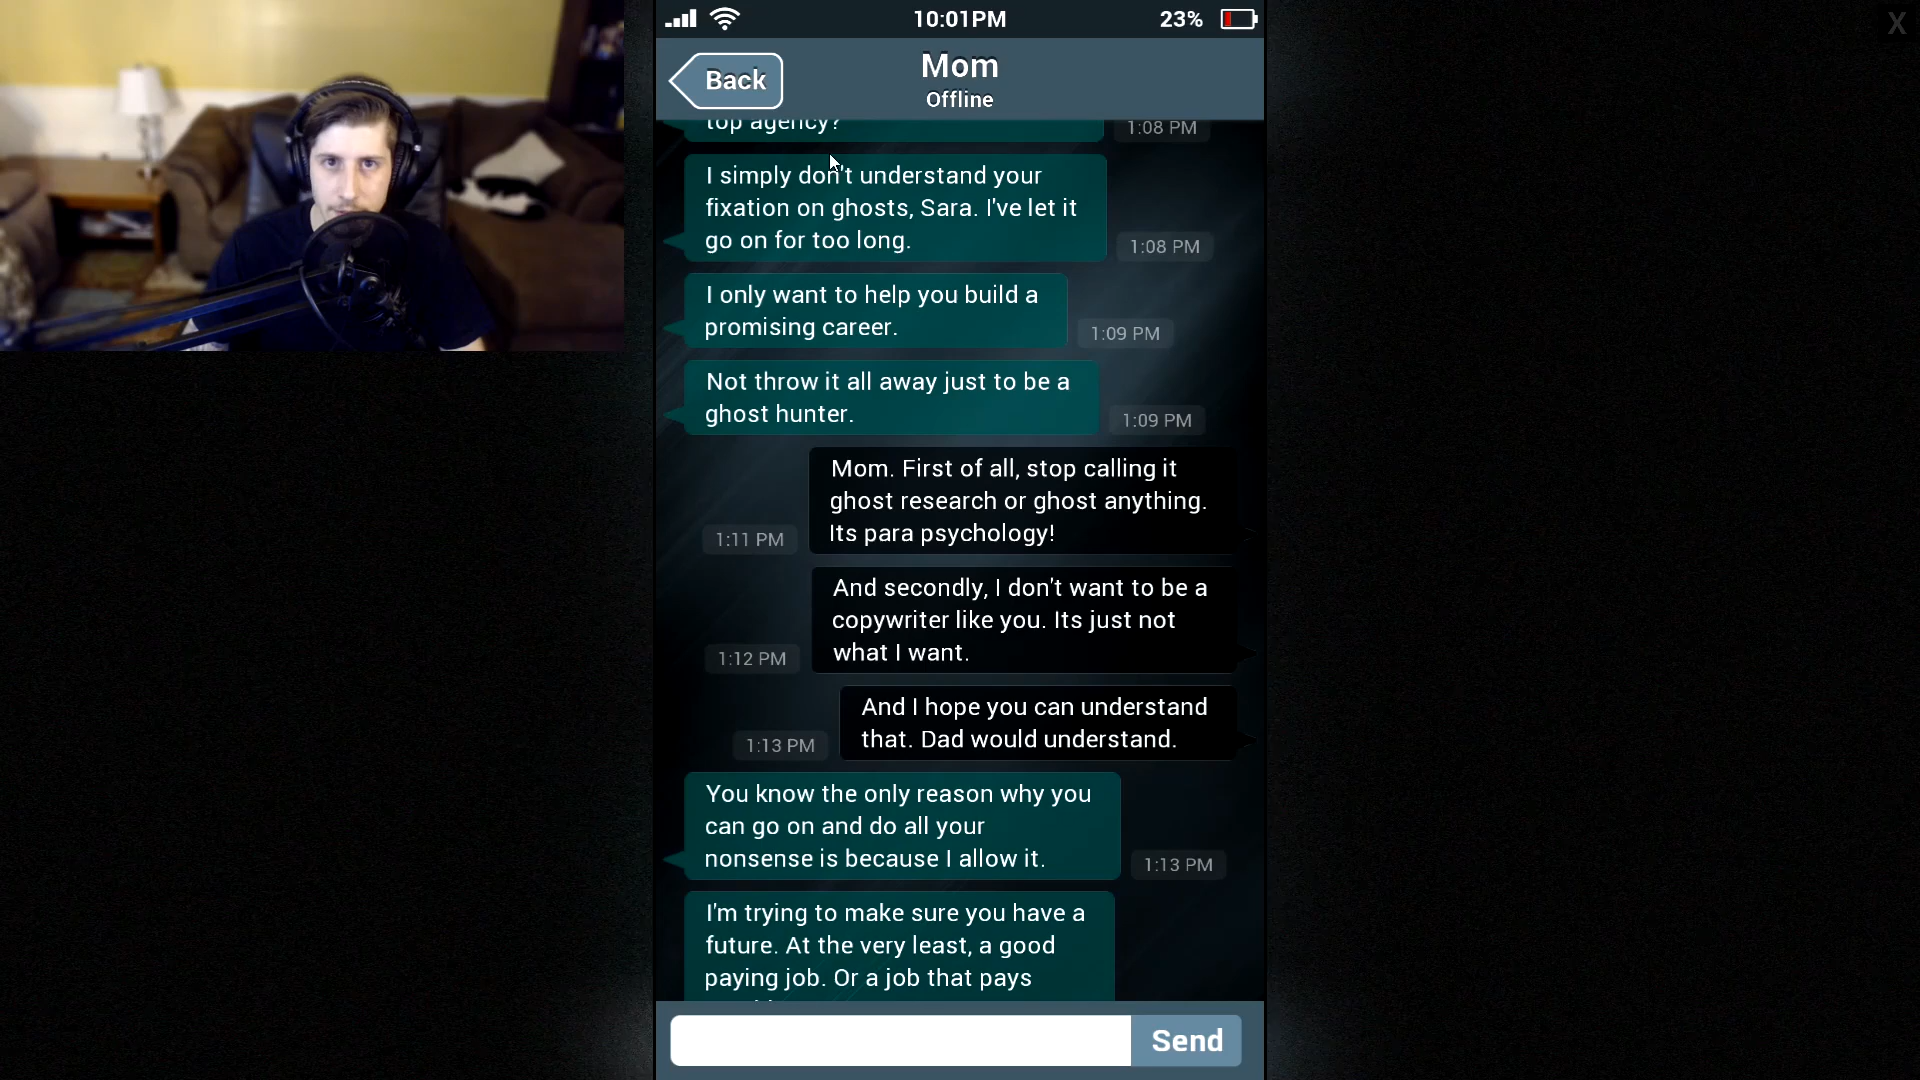 10:01PM
23%
X
Back
Mom
Offline
top agency?
1:08 PM
I simply don't understand your
fixation on ghosts, Sara. I've let it
go on for too long.
1:08 PM
I only want to help you build a
promising career.
1:09 PM
Not throw it all away just to be a
ghost hunter.
1:09 PM
Mom. First of all, stop calling it
ghost research or ghost anything.
Its para psychology!
1:11 PM
And secondly, I don't want to be a
copywriter like you. Its just not
what I want.
1:12 PM
And I hope you can understand
that. Dad would understand.
1:13 PM
You know the only reason why you
can go on and do all your
nonsense is because I allow it.
1:13 PM
I'm trying to make sure you have a
future. At the very least, a good
paying job. Or a job that pays
Send